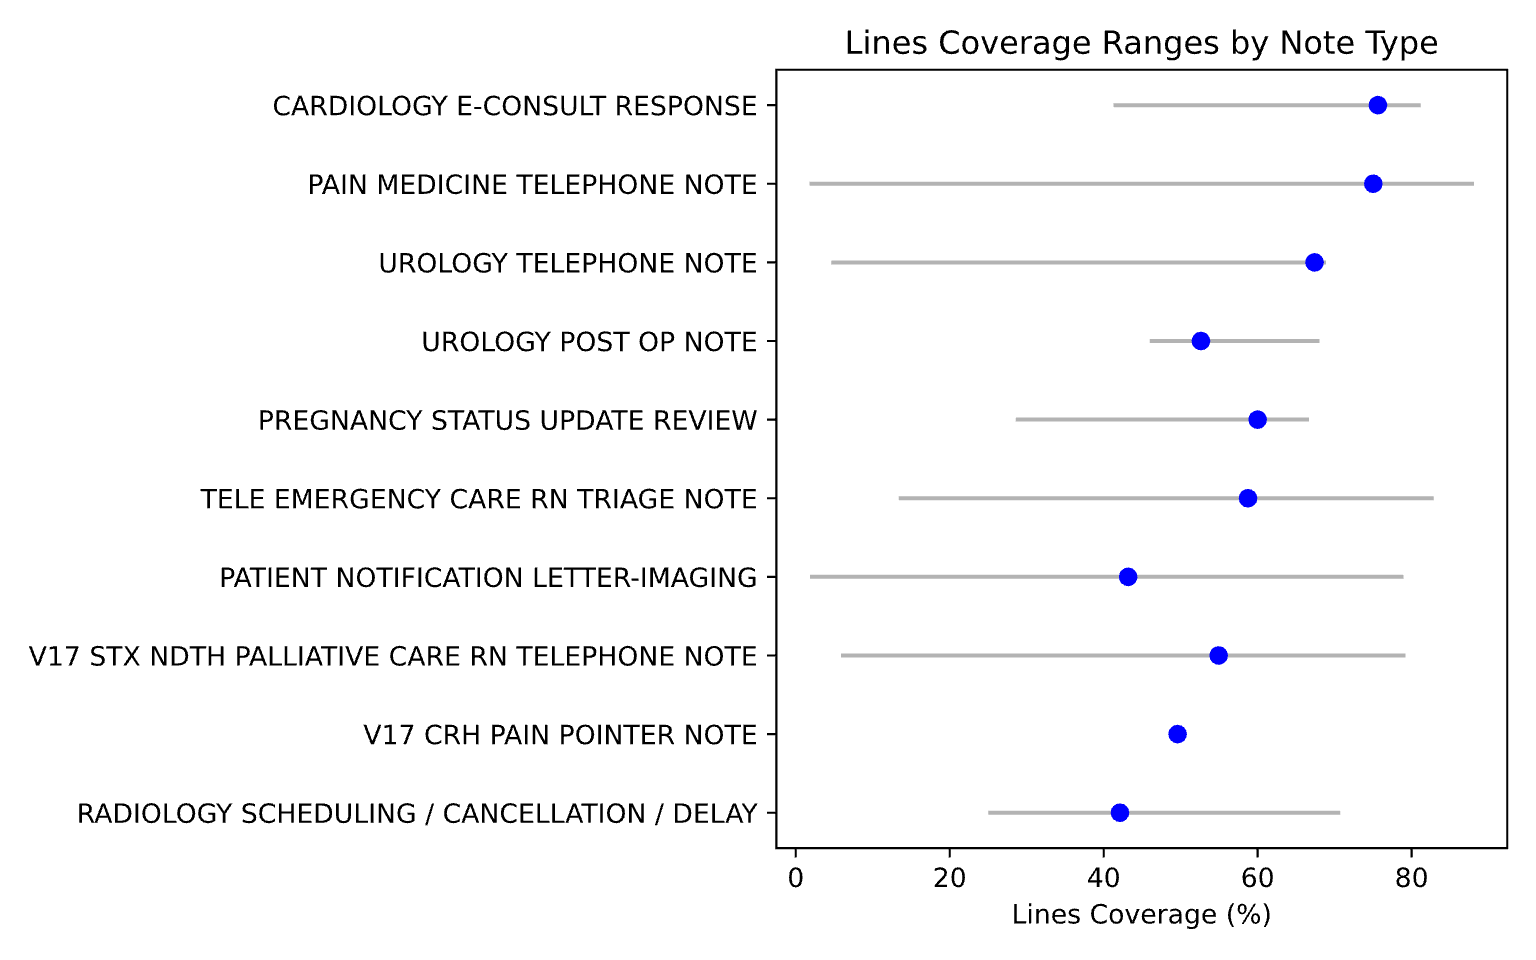 Lines Coverage Ranges by Note Type
CARDIOLOGY E-CONSULT RESPONSE
PAIN MEDICINE TELEPHONE NOTE
UROLOGY TELEPHONE NOTE
UROLOGY POST OP NOTE
PREGNANCY STATUS UPDATE REVIEW
TELE EMERGENCY CARE RN TRIAGE NOTE
PATIENT NOTIFICATION LETTER-IMAGING
V17 STX NDTH PALLIATIVE CARE RN TELEPHONE NOTE
V17 CRH PAIN POINTER NOTE
RADIOLOGY SCHEDULING / CANCELLATION / DELAY
0 20 40 60 80
Lines Coverage (%)